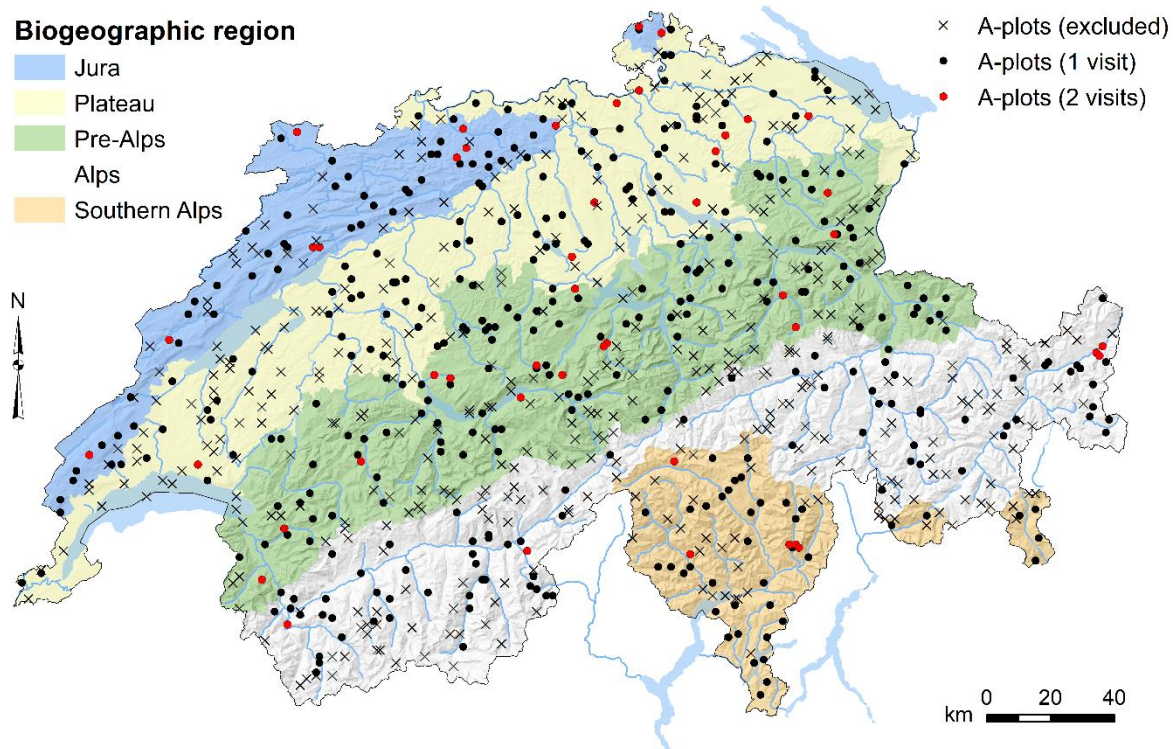 Biogeographic region
Jura
Plateau
Pre-Alps
Alps
Southern Alps
× A-plots (excluded)
A-plots (1 visit)
A-plots (2 visits)
N
0 20 40
km